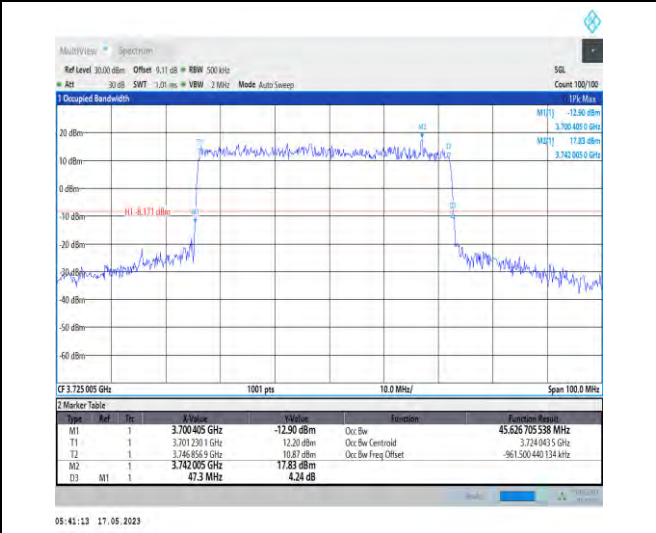 MultiView Spectrum
Ref Level 30.00 dBm Offset 9.11 dB RBW 500 kHz SGL
Att 30 dB SWT 1.01 ms VBW 2 MHz Mode Auto Sweep Count 100/100
1 Occupied Bandwidth 1Pk Max
M1[1] -12.90 dBm
3.700 405 0 GHz
M2[1] 17.83 dBm
3.742 005 0 GHz
M2
20 dBm
10 dBm
0 dBm
H1 -8.171 dBm
-10 dBm
-20 dBm
-30 dBm
-40 dBm
-50 dBm
-60 dBm
CF 3.725 005 GHz 1001 pts 10.0 MHz/ Span 100.0 MHz
2 Marker Table
Type Ref Trc X-Value Y-Value Function Function Result
M1 1 3.700 405 GHz -12.90 dBm Occ Bw 45.626 705 538 MHz
T1 1 3.701 230 1 GHz 12.20 dBm Occ Bw Centroid 3.724 043 5 GHz
T2 1 3.746 856 9 GHz 10.87 dBm Occ Bw Freq Offset -961.500 440 134 kHz
M2 1 3.742 005 GHz 17.83 dBm
D3 M1 1 47.3 MHz 4.24 dB
05:41:13 17.05.2023